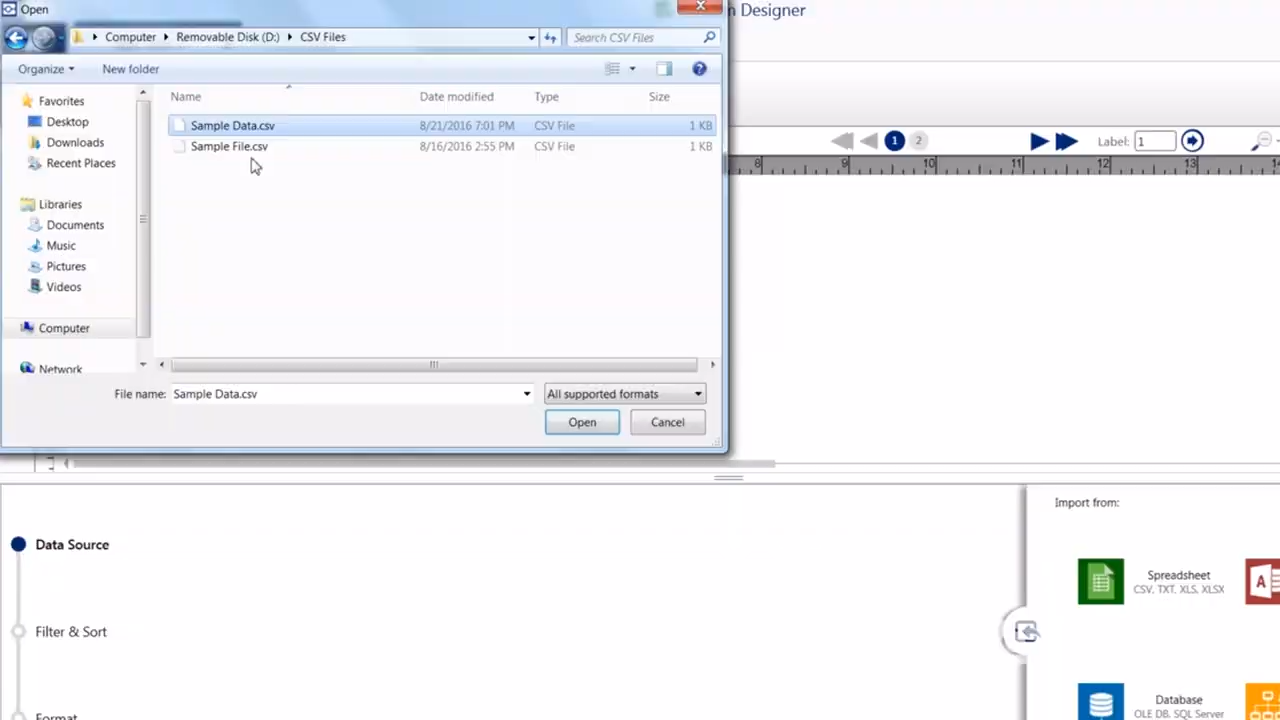 Open
n Designer
Computer Removable Disk (D:) CSV Files
Search CSV Files
Organize New folder
Name Date modified Type Size
Favorites
Desktop
Downloads
Recent Places
Libraries
Documents
Music
Pictures
Videos
Computer
Network
Sample Data.csv 8/21/2016 7:01 PM CSV File 1 KB
Sample File.csv 8/16/2016 2:55 PM CSV File 1 KB
File name: Sample Data.csv All supported formats
Open Cancel
1 2 Label: 1
8 9 10 11 12 13 14
Data Source
Filter & Sort
Format
Import from:
Spreadsheet
CSV, TXT, XLS, XLSX
A
Database
OLE DB, SQL Server